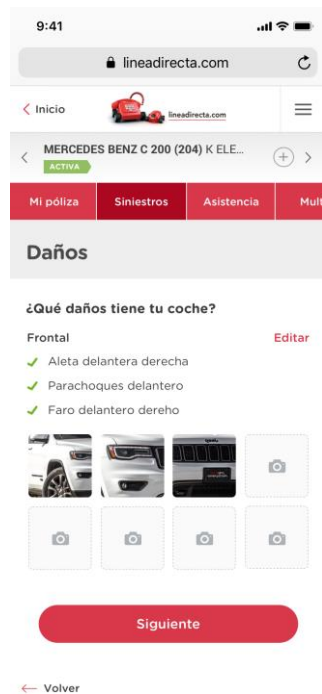 9:41
lineadirecta.com
Inicio
lineadirecta.com
MERCEDES BENZ C 200 (204) K ELE...
ACTIVA
Mi póliza Siniestros Asistencia Mult
Daños
¿Qué daños tiene tu coche?
Frontal Editar
Aleta delantera derecha
Parachoques delantero
Faro delantero dereho
Siguiente
Volver